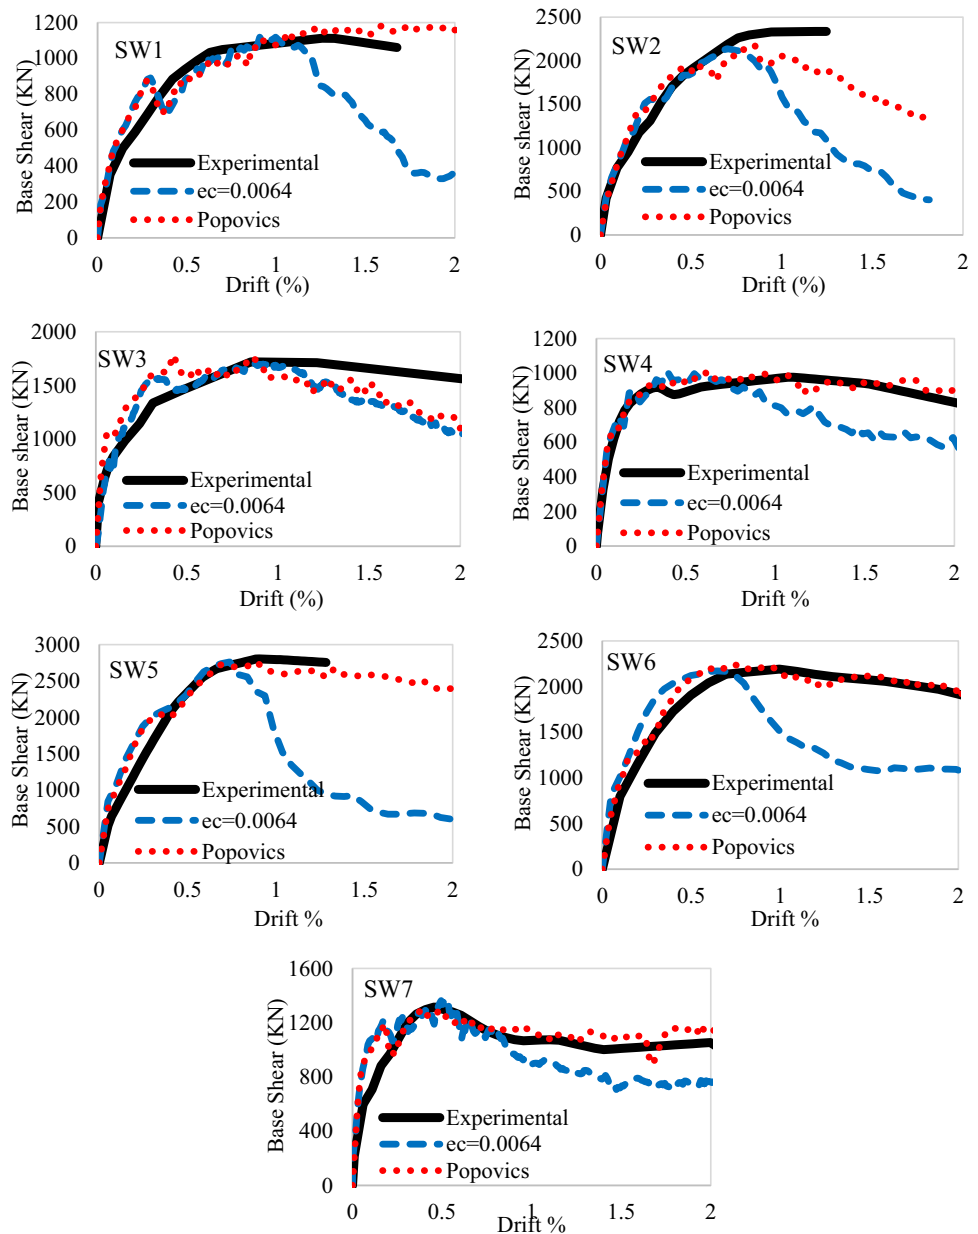 SW1
Base shear (KN)
1200
1000
800
600
400
200
0
Experimental
ec=0.0064
Popovics
0
0.5
1
1.5
2
Drift (%)
SW2
Base Shear (KN)
2500
2000
1500
1000
500
0
Experimental
ec=0.0064
Popovics
0
0.5
1
1.5
2
Drift (%)
SW3
Base shear (KN)
2000
1500
1000
500
0
Experimental
ec=0.0064
Popovics
0
0.5
1
1.5
2
Drift (%)
SW4
Base Shear (KN)
1200
1000
800
600
400
200
0
Experimental
ec=0.0064
Popovics
0
0.5
1
1.5
2
Drift %
SW5
Base Shear (KN)
3000
2500
2000
1500
1000
500
0
Experimental
ec=0.0064
Popovics
0
0.5
1
1.5
2
Drift %
SW6
Base Shear (KN)
2500
2000
1500
1000
500
0
Experimental
ec=0.0064
Popovics
0
0.5
1
1.5
2
Drift %
SW7
Base Shear (KN)
1600
1200
800
400
0
Experimental
ec=0.0064
Popovics
0
0.5
1
1.5
2
Drift %